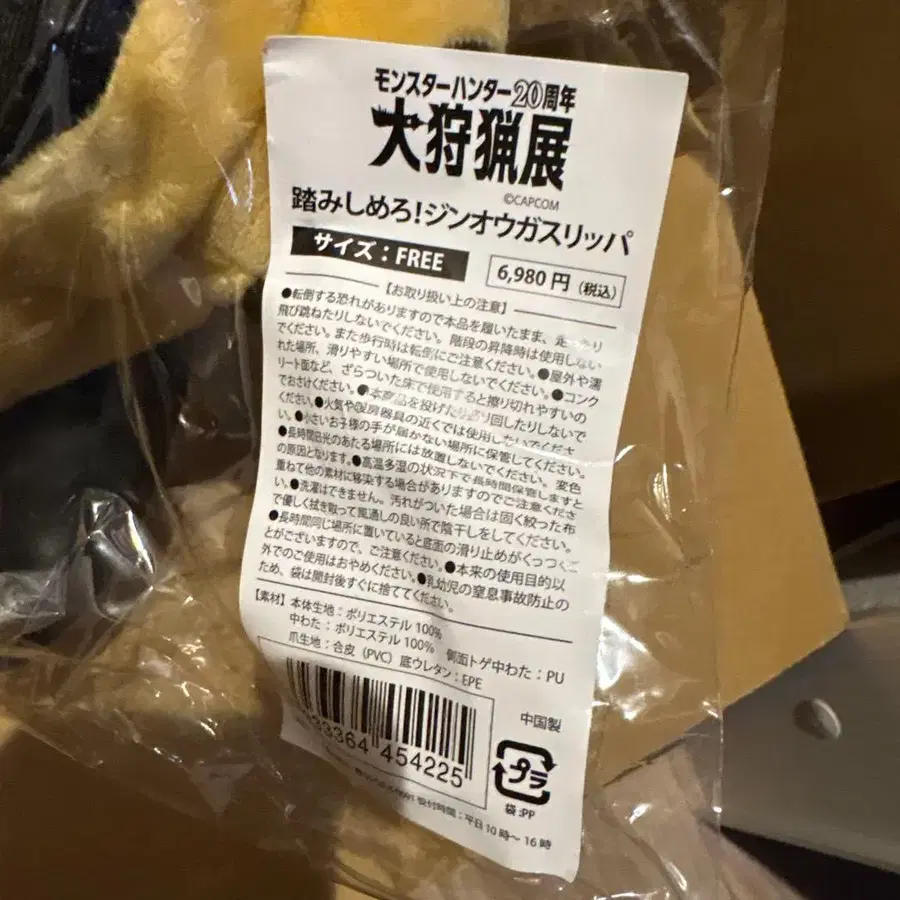 モンスターハンター20周年
大狩猟展
©CAPCOM
踏みしめろ!ジンオウガスリッパ
サイズ:FREE
6,980円(税込)
【お取り扱い上の注意】
●転倒する恐れがありますので本品を履いたまま、走ったり
飛び跳ねたりしないでください。階段の昇降時は使用しない
でください。また歩行時は転倒にご注意ください。●屋外や濡
れた場所、滑りやすい場所で使用しないでください。●コンク
リート面など、ざらついた床で使用すると擦り切れやすいの
でおさけください。●本商品を投げたり振り回したりしないで
ください。●火気や暖房器具の近くでは使用しないでくださ
い。●小さいお子様の手が届かない場所に保管してください。
●長時間日光のあたる場所には放置しないでください。変色
の原因となります。●高温多湿の状況下で長時間保管しますと
重ねて他の素材に移染する場合がありますのでご注意くださ
い。●洗濯はできません。汚れがついた場合は固く絞った布
で優しく拭き取って風通しの良い所で陰干しをしてください。
●長時間同じ場所に置いていると底面の滑り止めがくっつくこ
とがございますので、ご注意ください。●本来の使用目的以
外でのご使用はおやめください。●乳幼児の窒息事故防止の
ため、袋は開封後すぐに捨ててください。
【素材】本体生地:ポリエステル100%
中わた:ポリエステル100% 側面トゲ中わた:PU
爪生地:合皮(PVC)底ウレタン:EPE
中国製
33364 454225
プラ
袋:PP
受付時間:平日10時〜16時